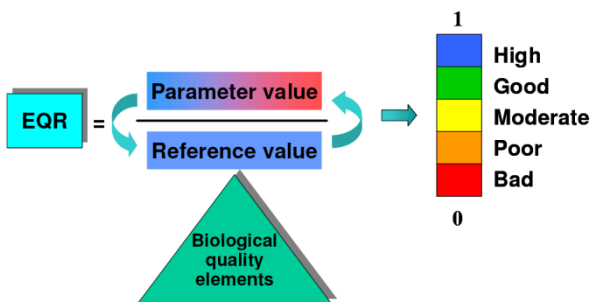 EQR
=
Parameter value
Reference value
Biological
quality
elements
1
High
Good
Moderate
Poor
Bad
0